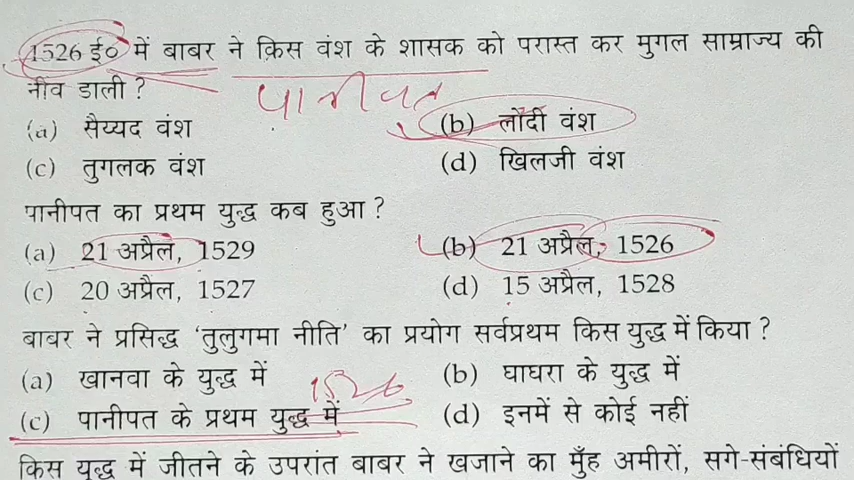 1526 ई० में बाबर ने किस वंश के शासक को परास्त कर मुगल साम्राज्य की
नींव डाली ?
पानीपत
(a) सैय्यद वंश (b) लोदी वंश
(c) तुगलक वंश (d) खिलजी वंश
पानीपत का प्रथम युद्ध कब हुआ ?
(a) 21 अप्रैल, 1529 (b) 21 अप्रैल, 1526
(c) 20 अप्रैल, 1527 (d) 15 अप्रैल, 1528
बाबर ने प्रसिद्ध ‘तुलुगमा नीति’ का प्रयोग सर्वप्रथम किस युद्ध में किया ?
(a) खानवा के युद्ध में (b) घाघरा के युद्ध में
1526
(c) पानीपत के प्रथम युद्ध में (d) इनमें से कोई नहीं
किस युद्ध में जीतने के उपरांत बाबर ने खजाने का मुँह अमीरों, सगे-संबंधियों